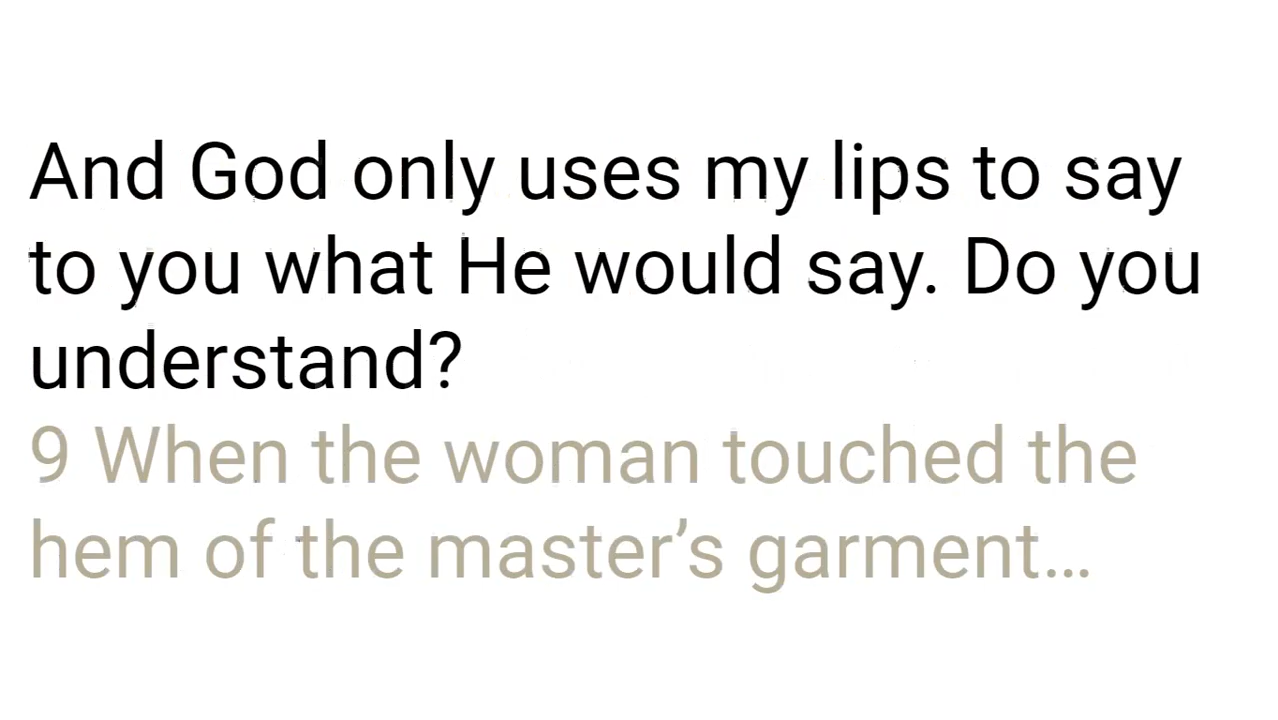 And God only uses my lips to say
to you what He would say. Do you
understand?
9 When the woman touched the
hem of the master’s garment…